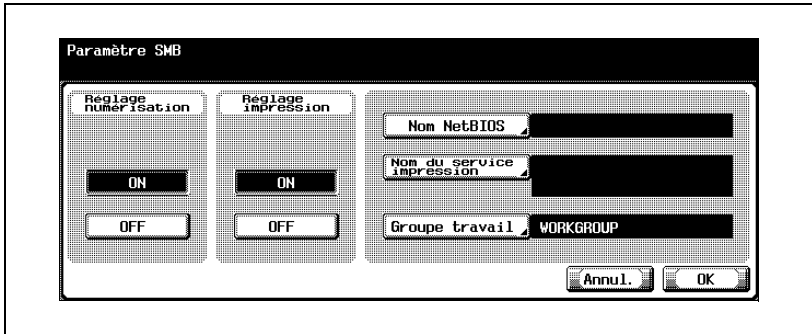 Paramètre SMB
Réglage
numérisation
ON
OFF
Réglage
impression
ON
OFF
Nom NetBIOS
Nom du service
impression
Groupe travail
WORKGROUP
Annul.
OK